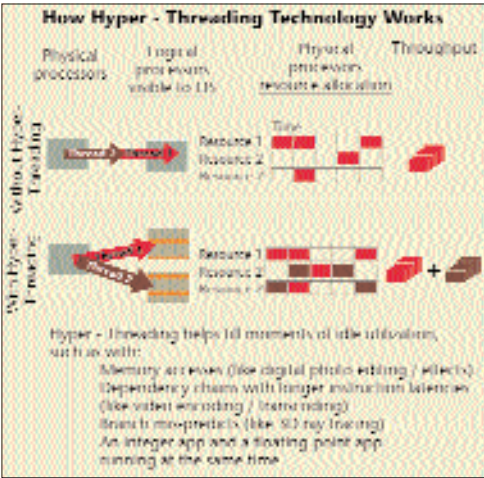 How Hyper - Threading Technology Works
Physical
processors
Logical
processors
visible to OS
Physical
processors
resource allocation
Throughput
Without Hyper-
Threading
Thread 2
Time
Resource 1
Resource 2
Resource
With Hyper-
Threading
Thread 2
Resource 1
Resource 2
Resource
+
Hyper - Threading helps fill moments of idle utilization,
such as with:
Memory accesses (like digital photo editing / effects)
Dependency chains with longer instruction latencies
(like video encoding / transcoding)
Branch mis-predicts (like 3D ray tracing)
An integer app and a floating point app
running at the same time